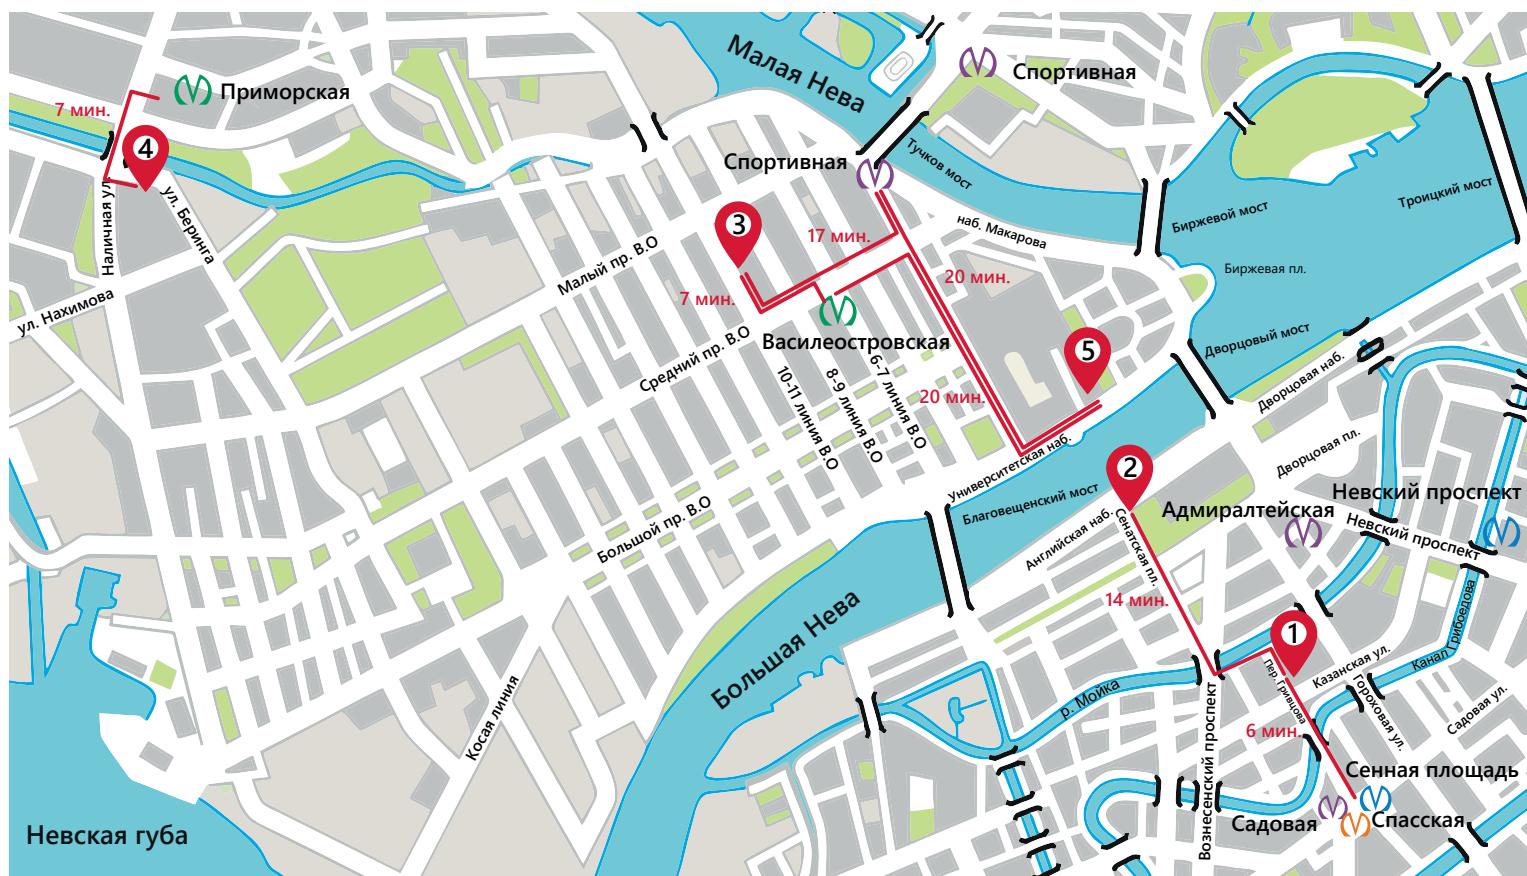 Малая Нева
Спортивная
Приморская
7 мин.
4
Спортивная
Тучков мост
Троицкий мост
Биржевой мост
наб. Макарова
Биржевая пл.
ул. Беринга
Наличная ул.
3
17 мин.
20 мин.
7 мин.
Малый пр. В.О
ул. Нахимова
Василеостровская
Средний пр. В.О
Дворцовый мост
Дворцовая наб.
5
10-11 линия В.О
8-9 линия В.О
6-7 линия В.О
20 мин.
Университетская наб.
Дворцовая пл.
2
Благовещенский мост
Невский проспект
Адмиралтейская
Невский проспект
Большой пр. В.О
Английская наб.
Сенатская пл.
14 мин.
Большая Нева
1
Канал Грибоедова
Казанская ул.
Пер. Гривцова
Гороховая ул.
Садовая ул.
р. Мойка
Косая линия
6 мин.
Вознесенский проспект
Сенная площадь
Садовая
Спасская
Невская губа